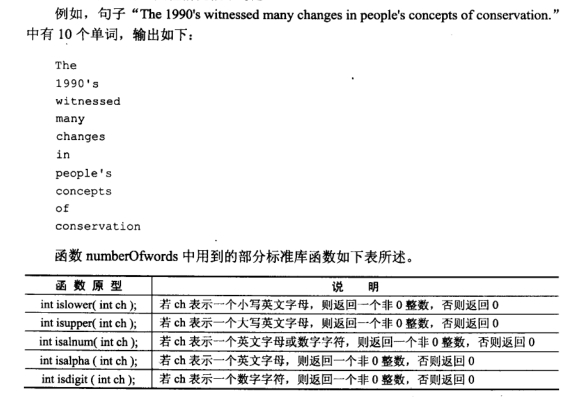 例如，句子“The 1990's witnessed many changes in people's concepts of conservation.”
中有 10 个单词，输出如下：
The
1990's
witnessed
many
changes
in
people's
concepts
of
conservation
函数 numberOfwords 中用到的部分标准库函数如下表所述。
函 数 原 型 说 明
int islower( int ch ); 若 ch 表示一个小写英文字母，则返回一个非 0 整数，否则返回 0
int isupper( int ch ); 若 ch 表示一个大写英文字母，则返回一个非 0 整数，否则返回 0
int isalnum( int ch ); 若 ch 表示一个英文字母或数字字符，则返回一个非 0 整数，否则返回 0
int isalpha ( int ch ); 若 ch 表示一个英文字母，则返回一个非 0 整数，否则返回 0
int isdigit ( int ch ); 若 ch 表示一个数字字符，则返回一个非 0 整数，否则返回 0